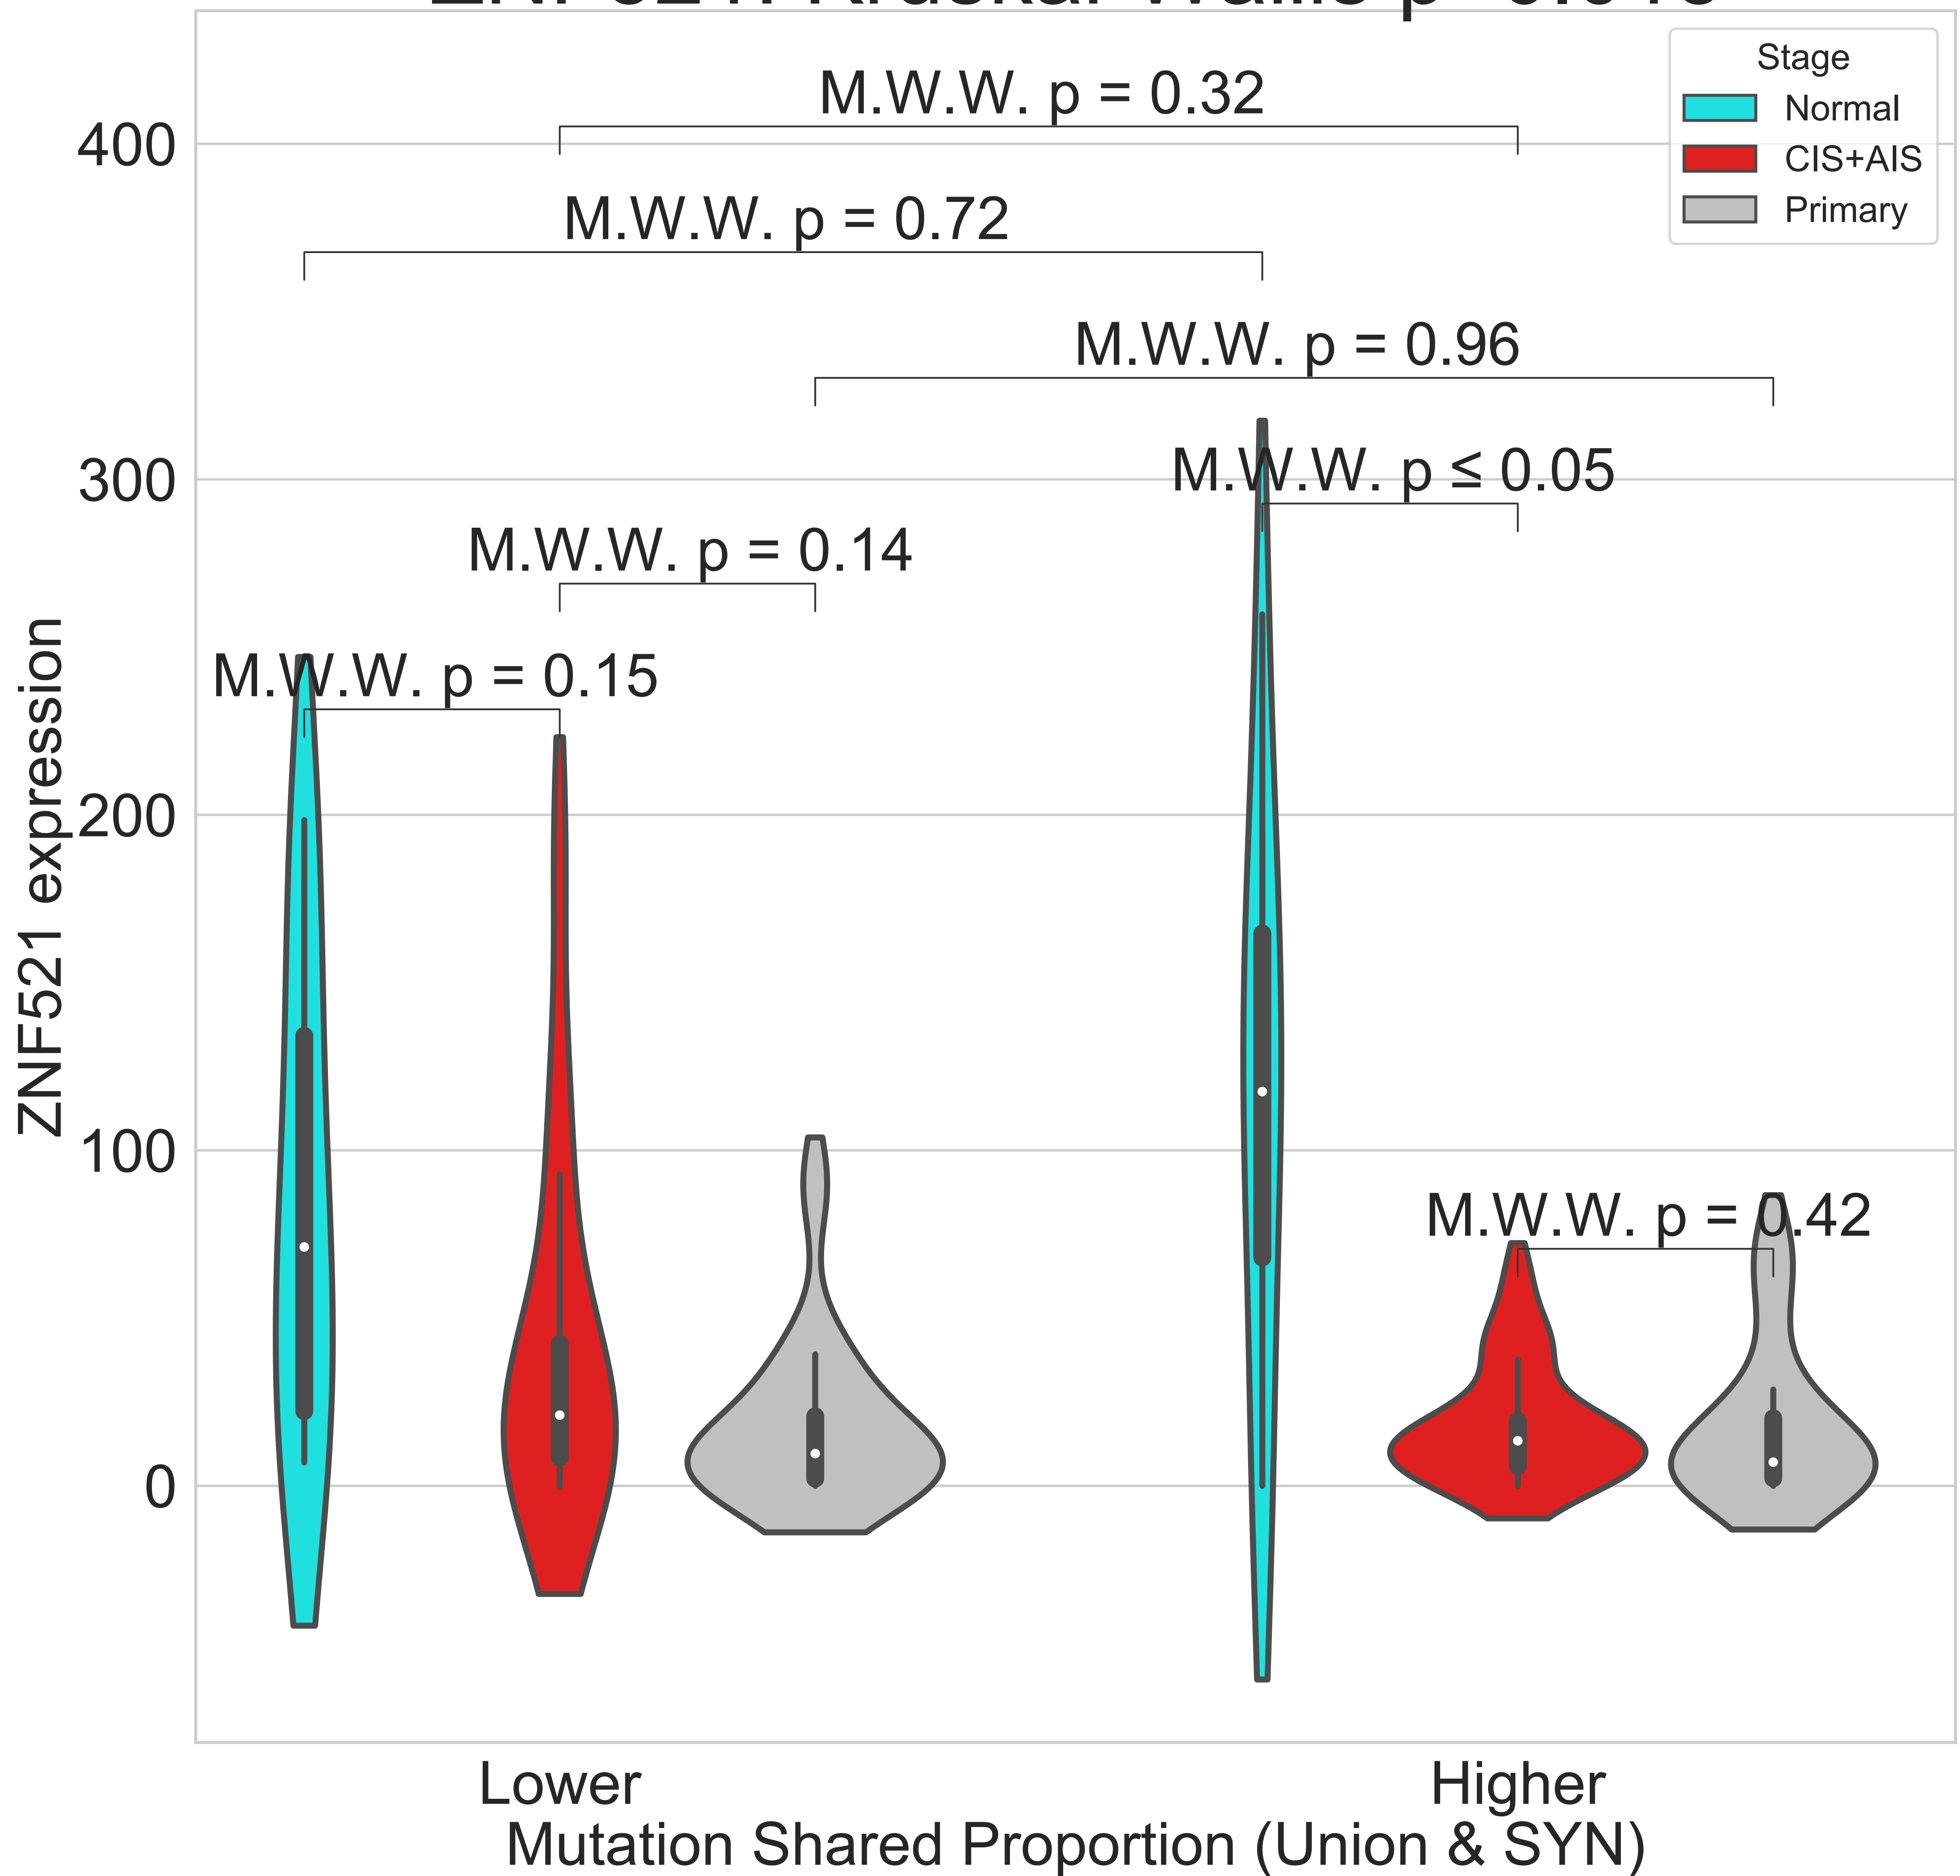 Stage
Normal
CIS+AIS
Primary
M.W.W. p = 0.32
M.W.W. p = 0.72
M.W.W. p = 0.96
M.W.W. p ≤ 0.05
M.W.W. p = 0.14
M.W.W. p = 0.15
M.W.W. p = 0.42
400
300
200
100
0
ZNF521 expression
Lower
Higher
Mutation Shared Proportion (Union & SYN)